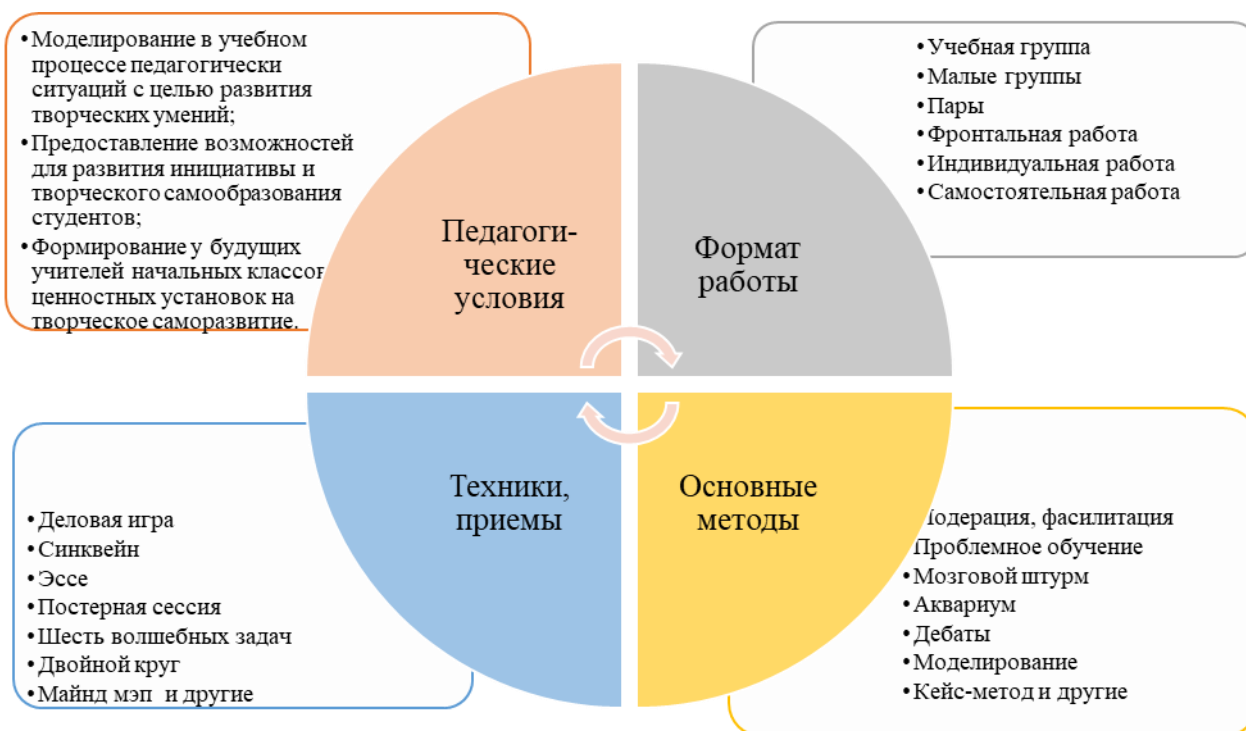 •Моделирование в учебном
процессе педагогически
ситуаций с целью развития
творческих умений;
•Предоставление возможностей
для развития инициативы и
творческого самообразования
студентов;
•Формирование у будущих
учителей начальных классов
ценностных установок на
творческое саморазвитие.
Педагоги-
ческие
условия
•Учебная группа
•Малые группы
•Пары
•Фронтальная работа
•Индивидуальная работа
•Самостоятельная работа
Формат
работы
Техники,
приемы
•Деловая игра
•Синквейн
•Эссе
•Постерная сессия
•Шесть волшебных задач
•Двойной круг
•Майнд мэп и другие
Основные
методы
Модерация, фасилитация
Проблемное обучение
•Мозговой штурм
•Аквариум
•Дебаты
•Моделирование
•Кейс-метод и другие